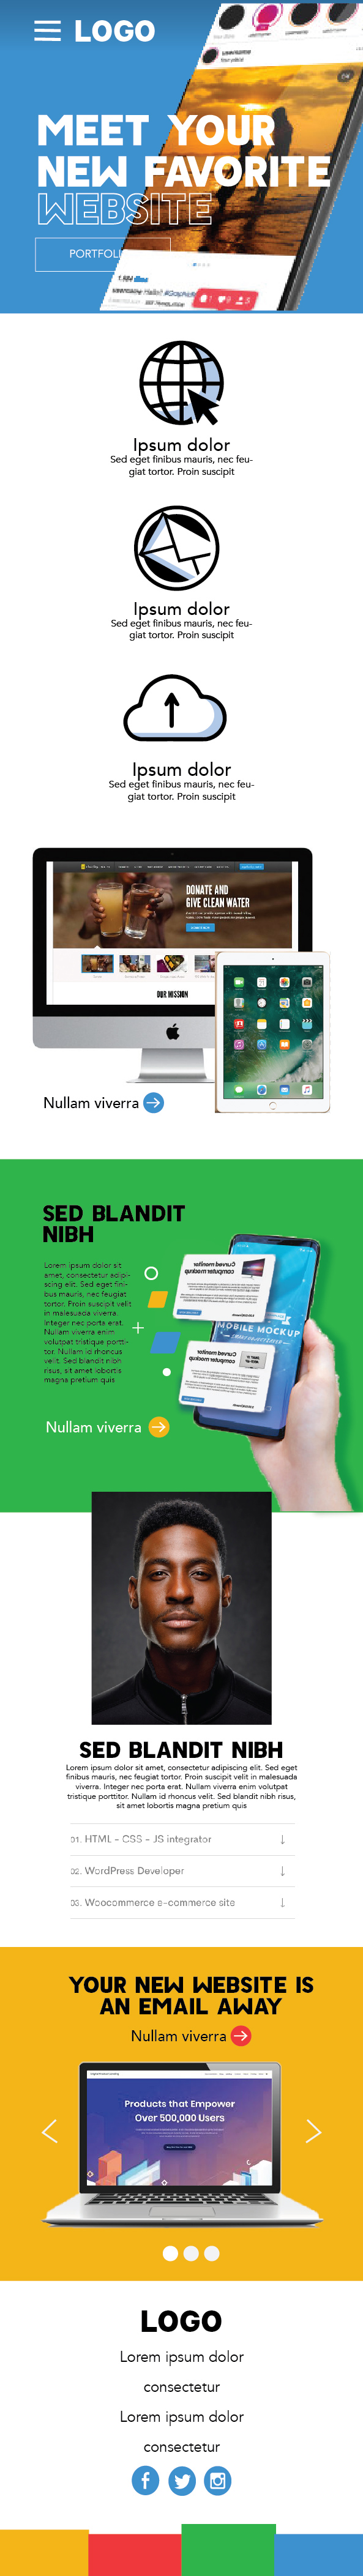 LOGO
MEET YOUR
NEW FAVORITE
WEBSITE
PORTFOLI
Ipsum dolor
Sed eget finibus mauris, nec feu-
giat tortor. Proin suscipit
Ipsum dolor
Sed eget finibus mauris, nec feu-
giat tortor. Proin suscipit
Ipsum dolor
Sed eget finibus mauris, nec feu-
giat tortor. Proin suscipit
DONATE AND
GIVE CLEAN WATER
OUR MISSION
Nullam viverra
SED BLANDIT
NIBH
Lorem ipsum dolor sit
amet, consectetur adipi-
scing elit. Sed eget fini-
bus mauris, nec feugiat
tortor. Proin suscipit velit
in malesuada viverra.
Integer nec porta erat.
Nullam viverra enim
volutpat tristique portti-
tor. Nullam id rhoncus
velit. Sed blandit nibh
risus, sit amet lobortis
magna pretium quis
MOBILE MOCKUP
Nullam viverra
SED BLANDIT NIBH
Lorem ipsum dolor sit amet, consectetur adipiscing elit. Sed eget
finibus mauris, nec feugiat tortor. Proin suscipit velit in malesuada
viverra. Integer nec porta erat. Nullam viverra enim volutpat
tristique porttitor. Nullam id rhoncus velit. Sed blandit nibh risus,
sit amet lobortis magna pretium quis
01. HTML - CSS - JS integrator
02. WordPress Developer
03. Woocommerce e-commerce site
YOUR NEW WEBSITE IS
AN EMAIL AWAY
Nullam viverra
Products that Empower
Over 500,000 Users
LOGO
Lorem ipsum dolor
consectetur
Lorem ipsum dolor
consectetur